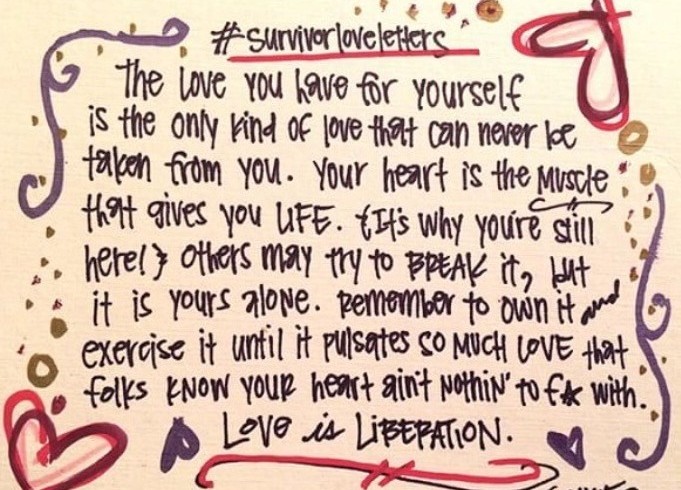 #survivorloveletters
The Love You have for yourself
is the only kind of love that can never be
taken from you. Your heart is the Muscle
that gives you LIFE. {It's why you're still
here!} Others may try to BREAK it, but
it is yours alone. Remember to own it and
exercise it until it pulsates so MUCH LOVE that
folks KNOW YOUR heart ain't Nothin' to f* with.
Love is LIBERATION.